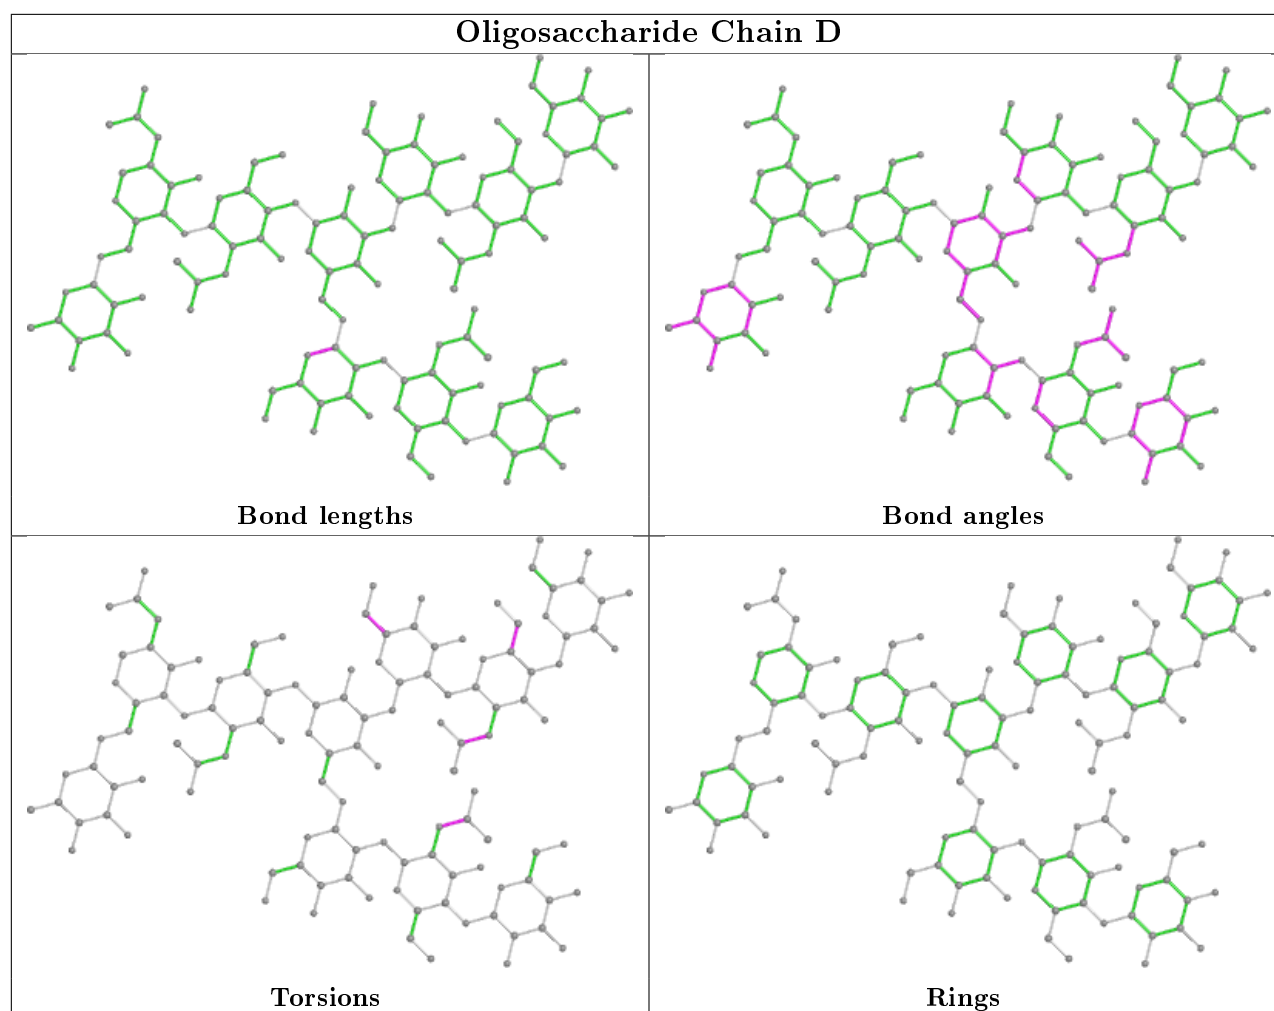 Oligosaccharide Chain D
Bond lengths
Bond angles
Torsions
Rings